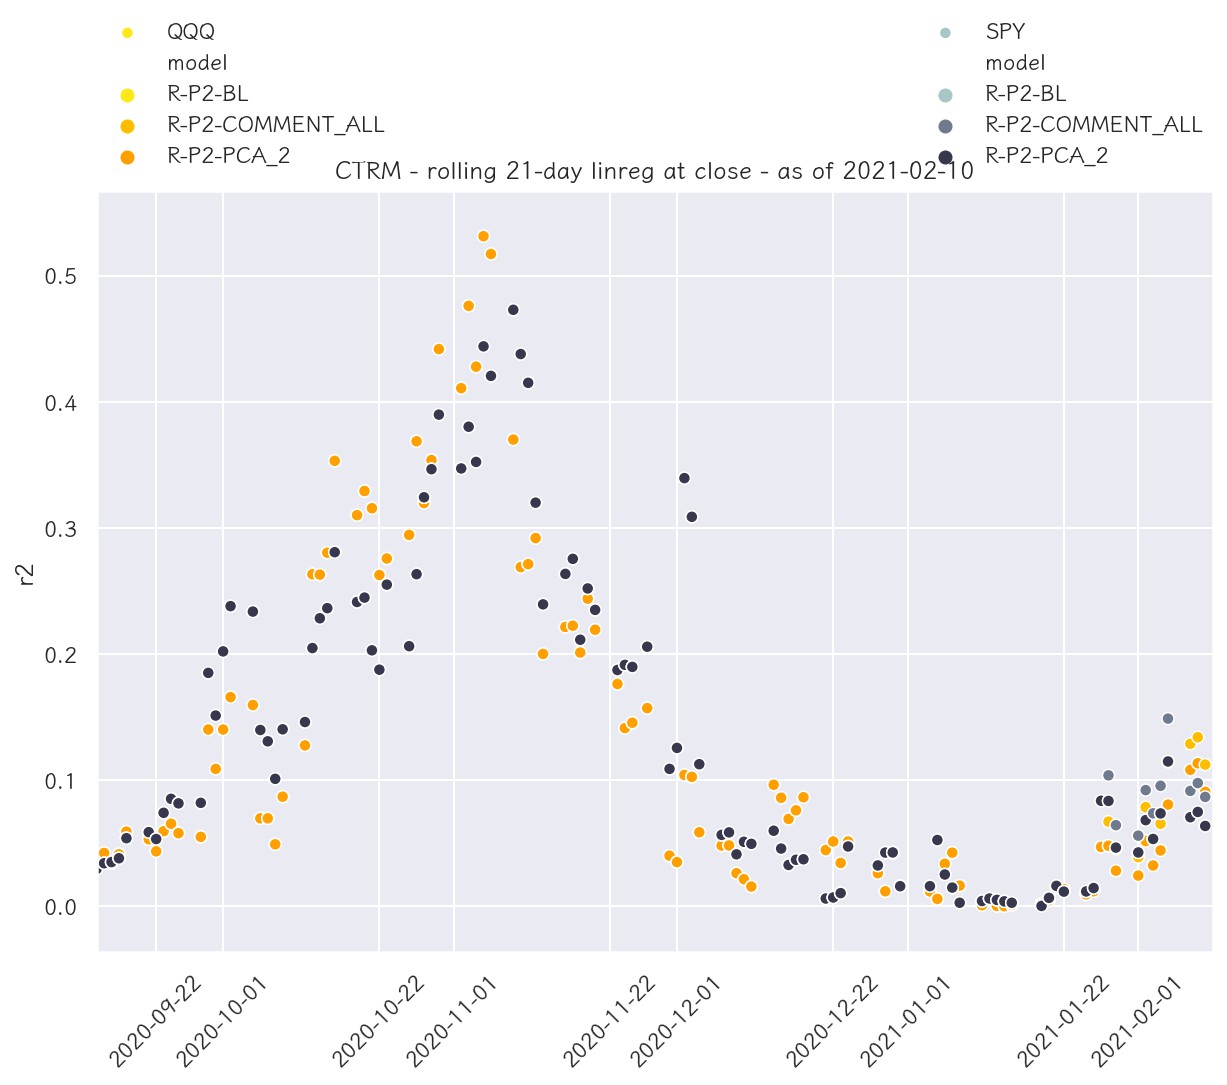 QQQ
model
R-P2-BL
R-P2-COMMENT_ALL
R-P2-PCA_2
SPY
model
R-P2-BL
R-P2-COMMENT_ALL
R-P2-PCA_2
CTRM - rolling 21-day linreg at close - as of 2021-02-10
r2
0.5
0.4
0.3
0.2
0.1
0.0
2020-09-22
2020-10-01
2020-10-22
2020-11-01
2020-11-22
2020-12-01
2020-12-22
2021-01-01
2021-01-22
2021-02-01